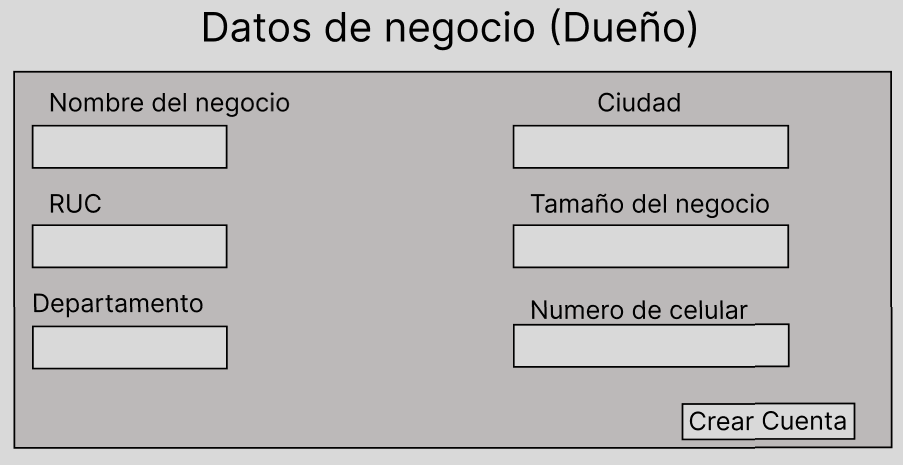 Datos de negocio (Dueño)
Nombre del negocio
Ciudad
RUC
Tamaño del negocio
Departamento
Numero de celular
Crear Cuenta